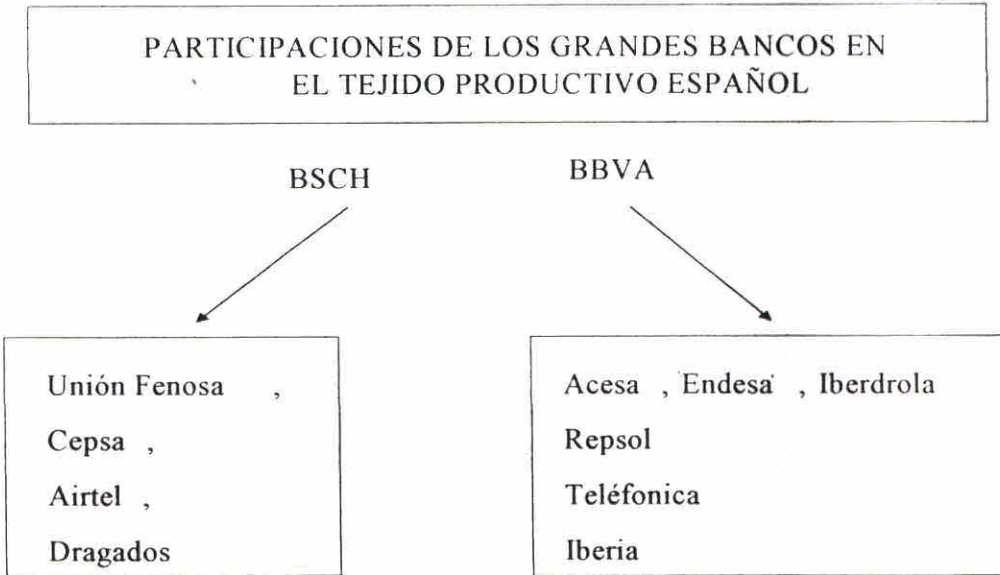 PARTICIPACIONES DE LOS GRANDES BANCOS EN
EL TEJIDO PRODUCTIVO ESPAÑOL
BSCH
BBVA
Unión Fenosa ,
Cepsa ,
Airtel ,
Dragados
Acesa , Endesa , Iberdrola
Repsol
Teléfonica
Iberia